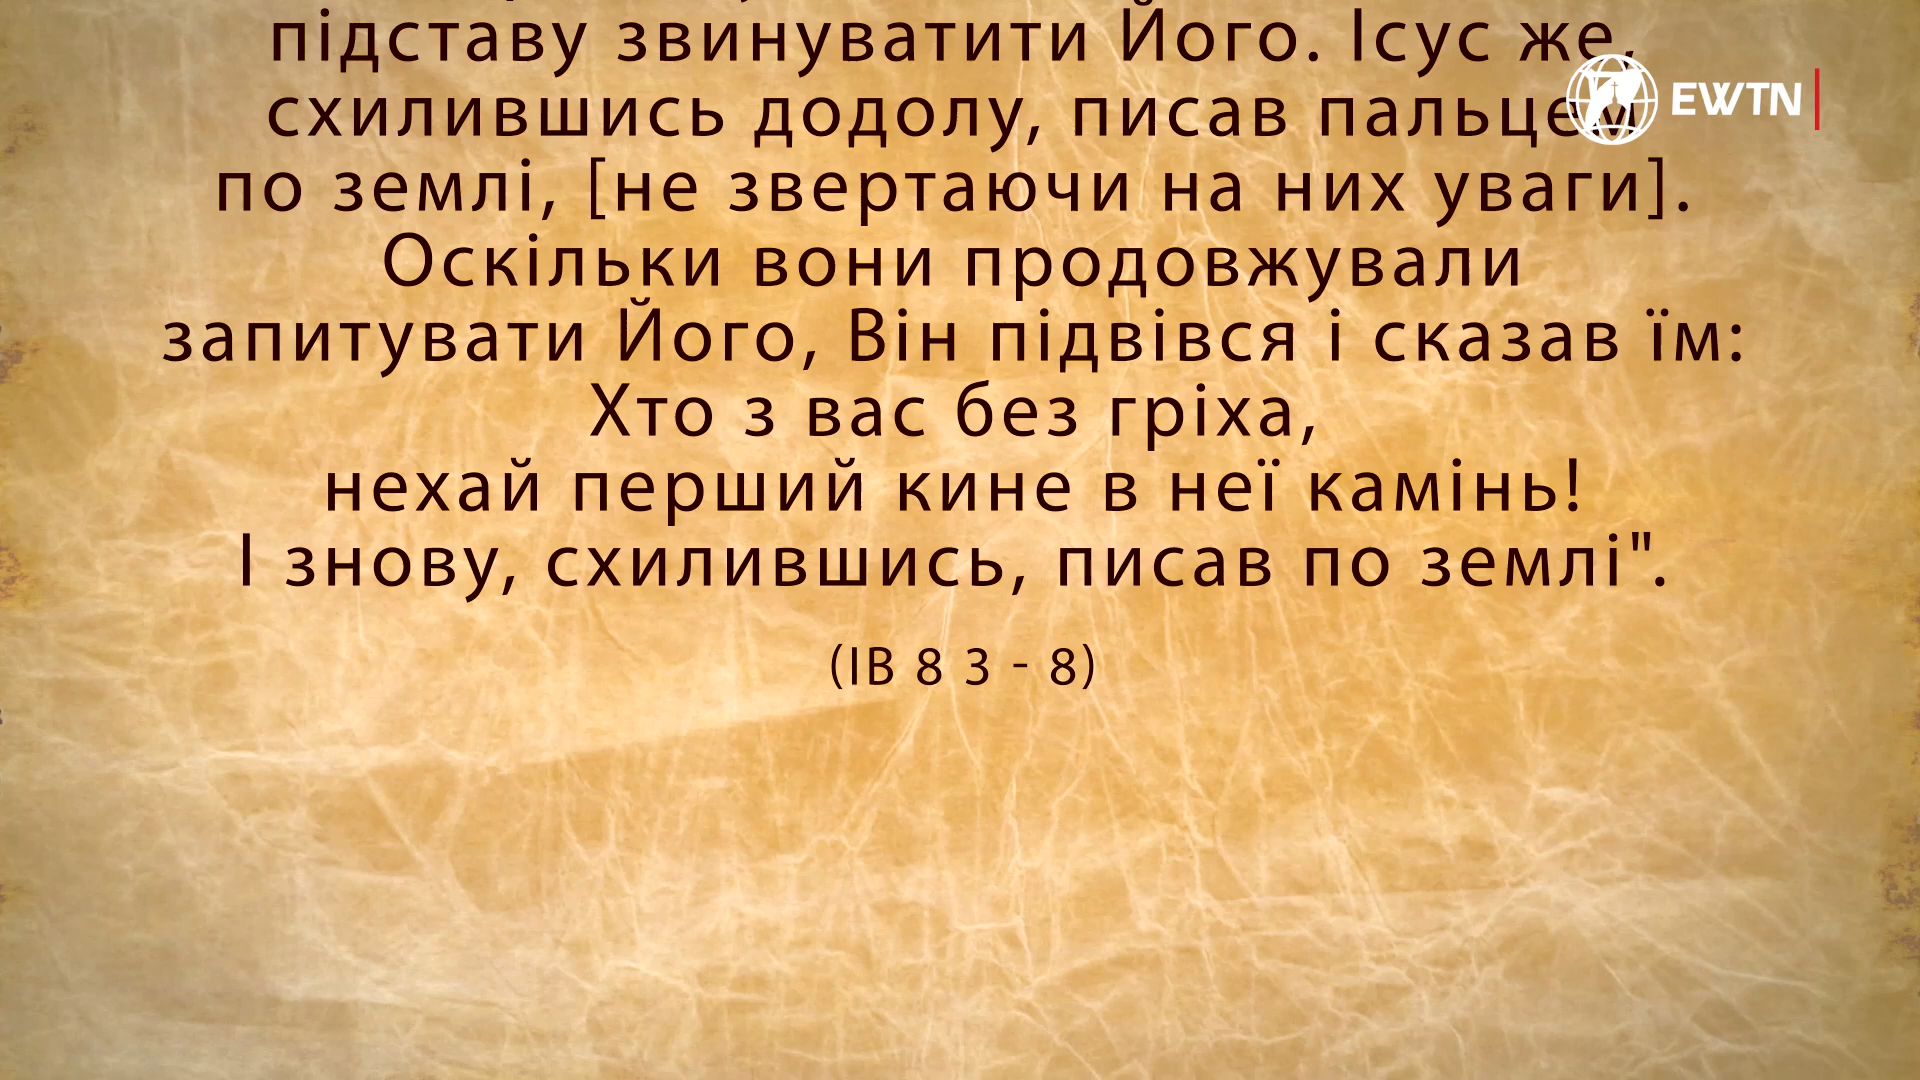 підставу звинуватити Його. Ісус же,
схилившись додолу, писав пальцем
по землі, [не звертаючи на них уваги].
Оскільки вони продовжували
запитувати Його, Він підвівся і сказав їм:
Хто з вас без гріха,
нехай перший кине в неї камінь!
І знову, схилившись, писав по землі".
(ІВ 8 3 - 8)
EWTN